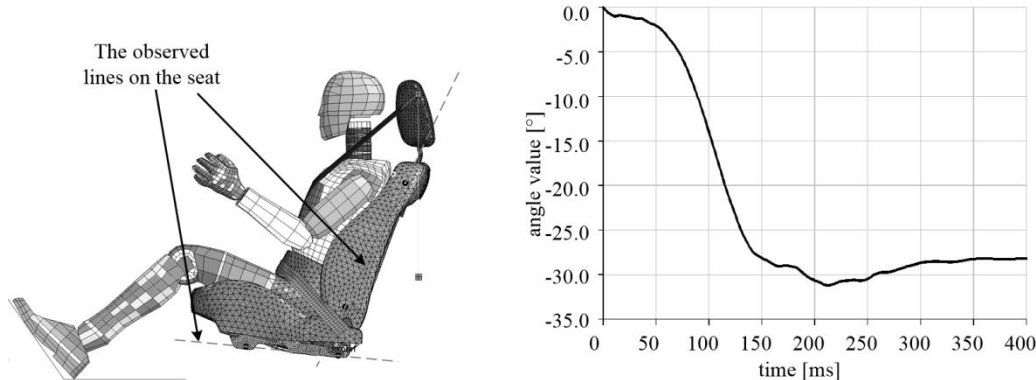 The observed
lines on the seat
0.0
-5.0
-10.0
-15.0
-20.0
-25.0
-30.0
-35.0
angle value [°]
0 50 100 150 200 250 300 350 400
time [ms]